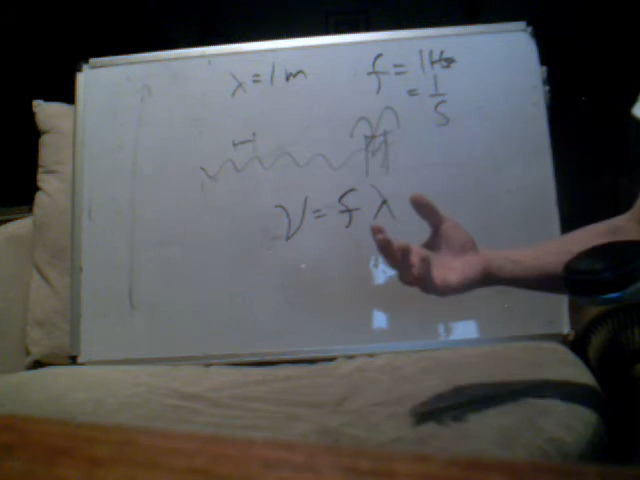 λ = 1 m
f = 1 Hz
= 1/S
V = f λ